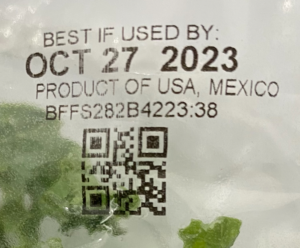 BEST IF USED BY:
OCT 27 2023
PRODUCT OF USA, MEXICO
BFFS282B4223:38